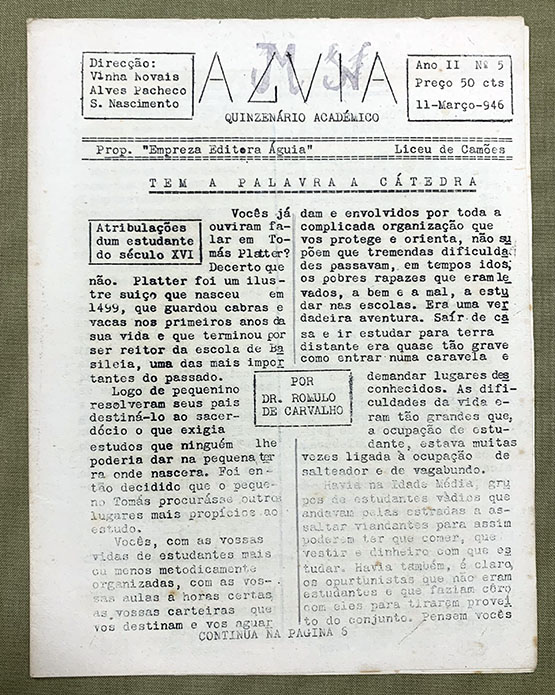 Direcção:
Vinha Novais
Alves Pacheco
S. Nascimento
AZVIA
QUINZENÁRIO ACADÉMICO
Ano II Nº 5
Preço 50 cts
11-Março-946
Prop. "Empreza Editora Águia" Liceu de Camões
TEM A PALAVRA A CÁTEDRA
Atribulações
dum estudante
do século XVI
Vocês já
ouviram fa-
lar em To-
más Platter?
Decerto que
não. Platter foi um ilus-
tre suiço que nasceu em
1499, que guardou cabras e
vacas nos primeiros anos da
sua vida e que terminou por
ser reitor da escola de Ba
sileia, uma das mais impor
tantes do passado.
Logo de pequenino
resolveram seus pais
destiná-lo ao sacer-
dócio o que exigia
estudos que ninguém lhe
poderia dar na pequena ter
ra onde nascera. Foi en-
tão decidido que o peque-
no Tomás procurásse outros
lugares mais propícios ao
estudo.
Vocês, com as vossas
vidas de estudantes mais
ou menos metodicamente
organizadas, com as vos-
sas aulas a horas certas
as vossas carteiras que
vos destinam e vos aguar
POR
DR. ROMULO
DE CARVALHO
dam e envolvidos por toda a
complicada organização que
vos protege e orienta, não su
põem que tremendas dificulda
des passavam, em tempos idos,
os pobres rapazes que eram le
vados, a bem e a mal, a estu
dar nas escolas. Era uma ver
dadeira aventura. Saír de ca
sa e ir estudar para terra
distante era quase tão grave
como entrar numa caravela e
demandar lugares des
conhecidos. As difi-
culdades da vida e-
ram tão grandes que,
a ocupação de estu-
dante, estava muitas
vezes ligada à ocupação de
salteador e de vagabundo.
Havia na Idade Média, gru
pos de estudantes vàdios que
andavam pelas estradas a as-
saltar viandantes para assim
poderem ter que comer, que
vestir e dinheiro com que es
tudar. Havia também, é claro,
os oportunistas que não eram
estudantes e que faziam côro
com eles para tirarem provei
to do conjunto. Pensem vocês
CONTINUA NA PÁGINA 6